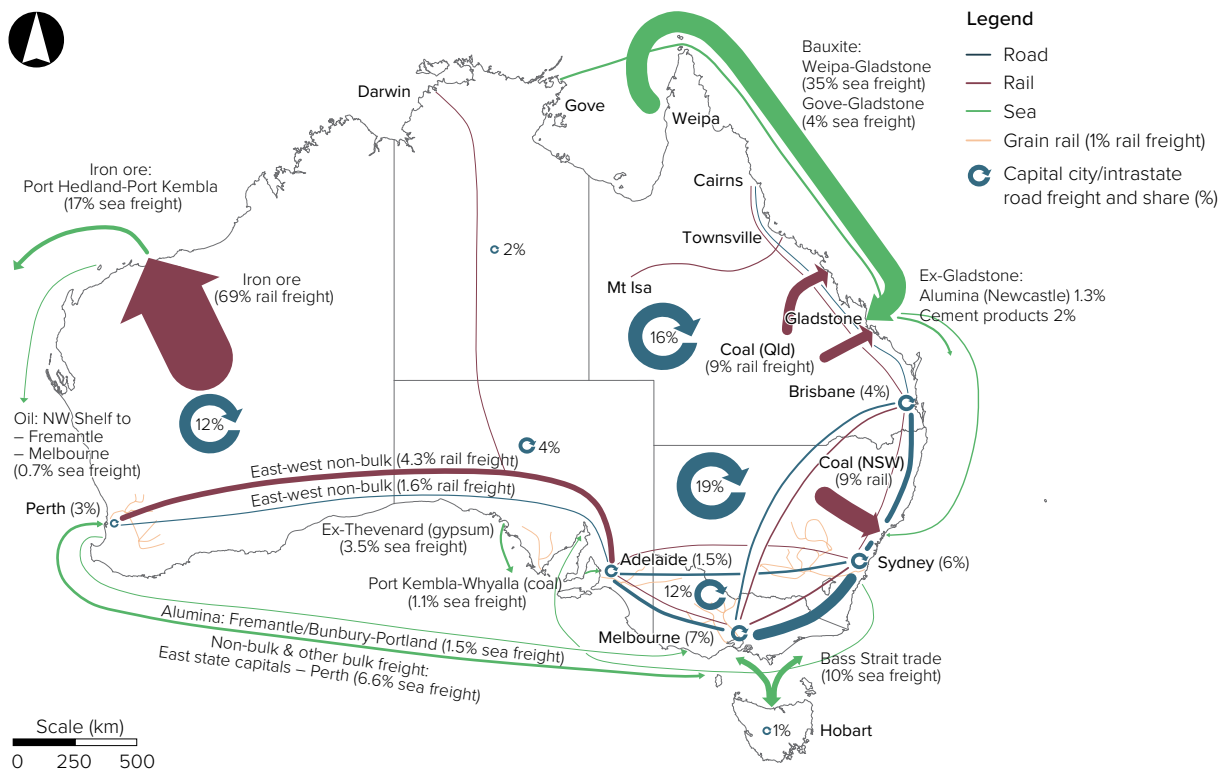 Legend
Road
Rail
Sea
Grain rail (1% rail freight)
Capital city/intrastate
road freight and share (%)
Bauxite:
Weipa-Gladstone
(35% sea freight)
Gove-Gladstone
(4% sea freight)
Darwin
Gove
Weipa
Iron ore:
Port Hedland-Port Kembla
(17% sea freight)
Cairns
Townsville
2%
Mt Isa
Iron ore
(69% rail freight)
Ex-Gladstone:
Alumina (Newcastle) 1.3%
Cement products 2%
Gladstone
16%
Coal (Qld)
(9% rail freight)
Brisbane (4%)
Oil: NW Shelf to
– Fremantle
– Melbourne
(0.7% sea freight)
12%
4%
East-west non-bulk (4.3% rail freight)
East-west non-bulk (1.6% rail freight)
Coal (NSW)
(9% rail)
19%
Perth (3%)
Ex-Thevenard (gypsum)
(3.5% sea freight)
Adelaide (1.5%)
Sydney (6%)
Port Kembla-Whyalla (coal)
(1.1% sea freight)
12%
Alumina: Fremantle/Bunbury-Portland (1.5% sea freight)
Melbourne (7%)
Non-bulk & other bulk freight:
East state capitals – Perth (6.6% sea freight)
Bass Strait trade
(10% sea freight)
1%
Hobart
Scale (km)
0 250 500